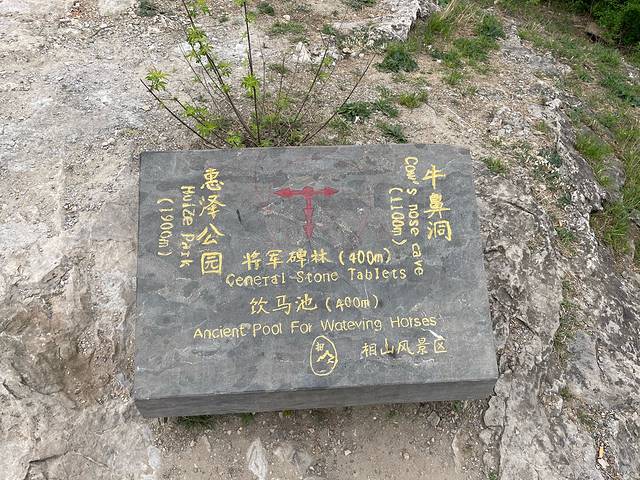 惠泽公园
Huize Park
(1900m)
牛鼻洞
Cow's nose cave
(1100m)
将军碑林 (400m)
General Stone Tablets
饮马池 (400m)
Ancient Pool For Wateving Horses
相山风景区